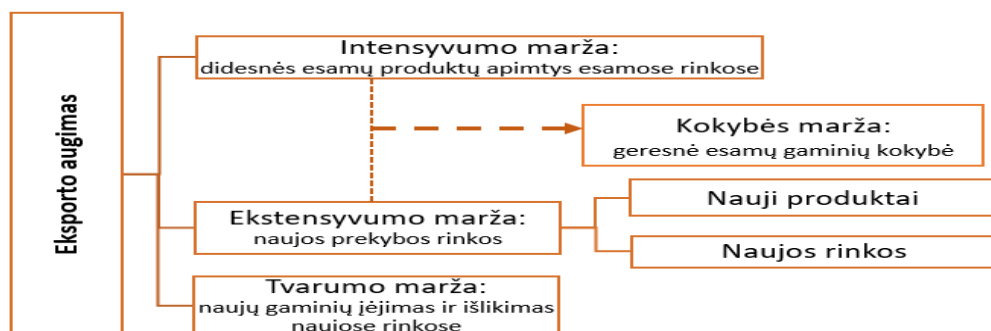 Eksporto augimas
Intensyvumo marža:
didesnės esamų produktų apimtys esamose rinkose
Kokybės marža:
geresnė esamų gaminių kokybė
Ekstensyvumo marža:
naujos prekybos rinkos
Nauji produktai
Naujos rinkos
Tvarumo marža:
naujų gaminių įėjimas ir išlikimas
naujose rinkose